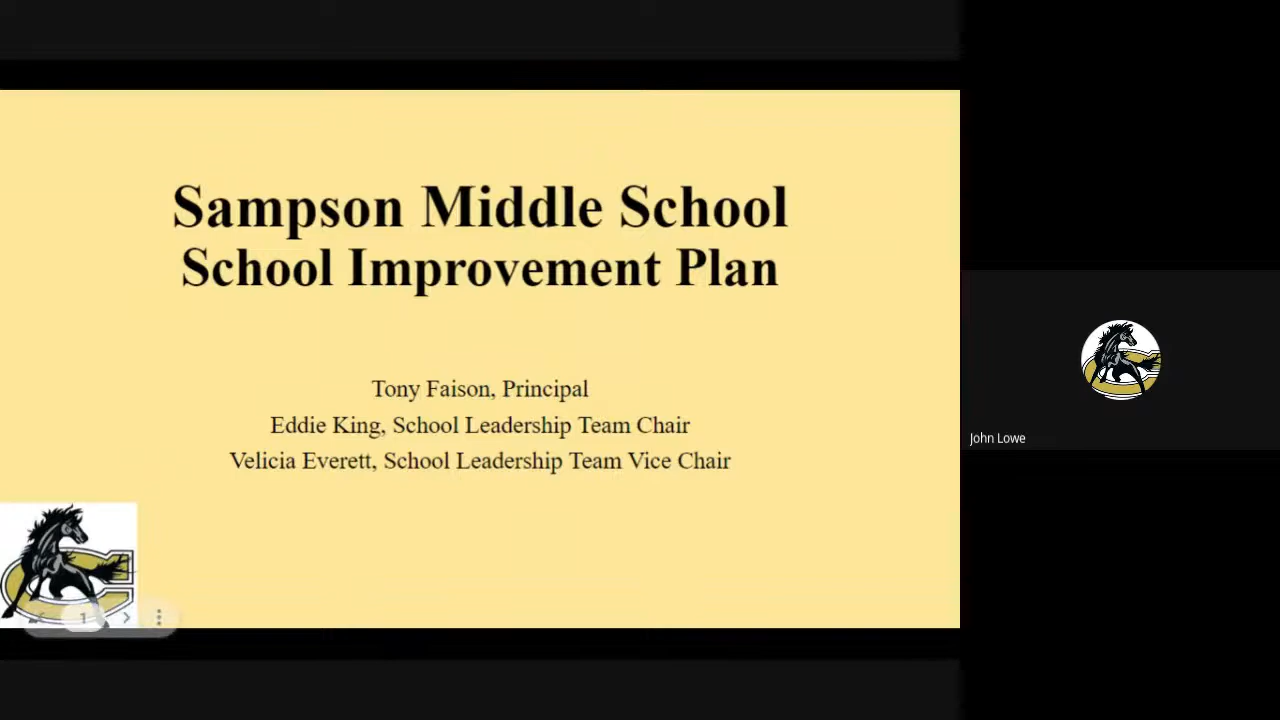 Sampson Middle School
School Improvement Plan
Tony Faison, Principal
Eddie King, School Leadership Team Chair
Velicia Everett, School Leadership Team Vice Chair
C
1
John Lowe